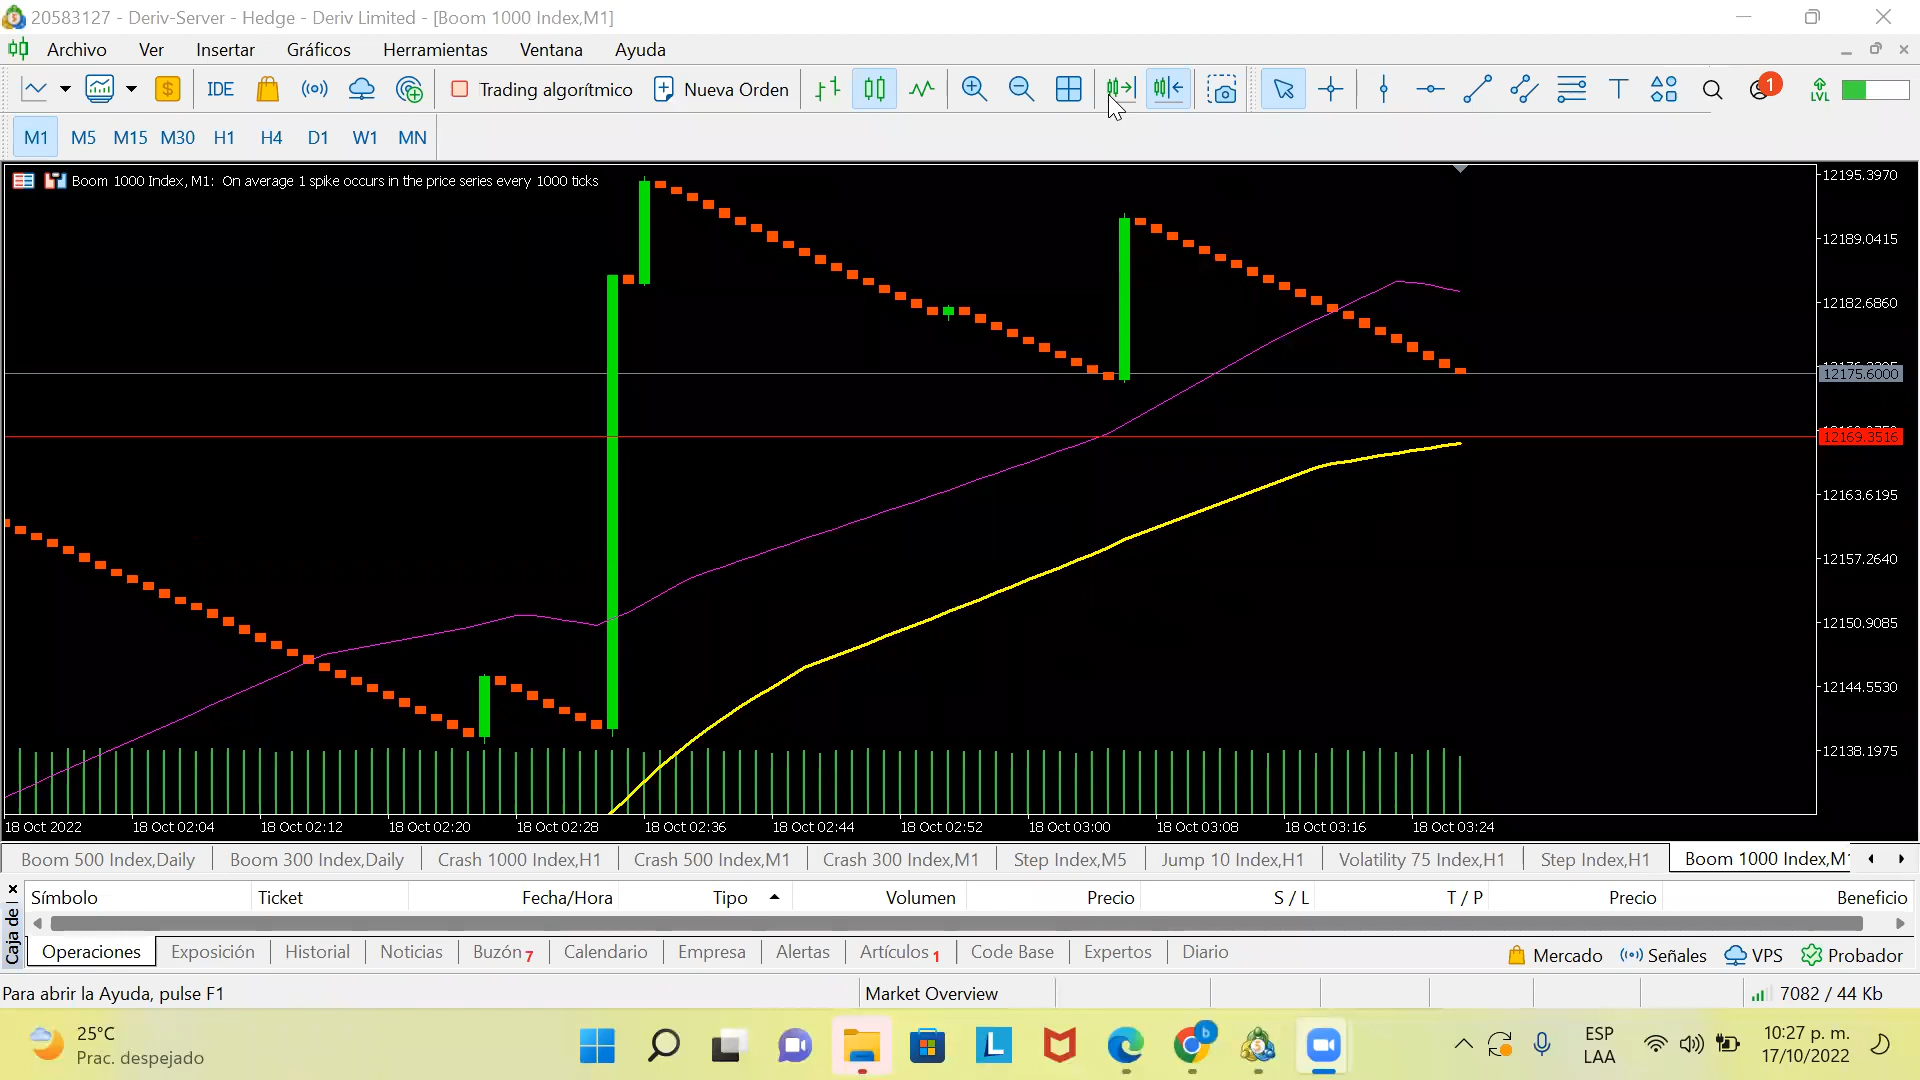 20583127 - Deriv-Server - Hedge - Deriv Limited - [Boom 1000 Index,M1]
Archivo Ver Insertar Gráficos Herramientas Ventana Ayuda
IDE Trading algorítmico Nueva Orden T 1 LVL
M1 M5 M15 M30 H1 H4 D1 W1 MN
Boom 1000 Index, M1: On average 1 spike occurs in the price series every 1000 ticks
12195.3970
12189.0415
12182.6860
12175.6000
12169.3516
12163.6195
12157.2640
12150.9085
12144.5530
12138.1975
18 Oct 2022 18 Oct 02:04 18 Oct 02:12 18 Oct 02:20 18 Oct 02:28 18 Oct 02:36 18 Oct 02:44 18 Oct 02:52 18 Oct 03:00 18 Oct 03:08 18 Oct 03:16 18 Oct 03:24
Boom 500 Index,Daily Boom 300 Index,Daily Crash 1000 Index,H1 Crash 500 Index,M1 Crash 300 Index,M1 Step Index,M5 Jump 10 Index,H1 Volatility 75 Index,H1 Step Index,H1 Boom 1000 Index,M1
Caja de
Símbolo Ticket Fecha/Hora Tipo Volumen Precio S / L T / P Precio Beneficio
Operaciones Exposición Historial Noticias Buzón 7 Calendario Empresa Alertas Artículos 1 Code Base Expertos Diario Mercado Señales VPS Probador
Para abrir la Ayuda, pulse F1 Market Overview 7082 / 44 Kb
25°C
Prac. despejado
L
b
ESP
LAA
10:27 p. m.
17/10/2022